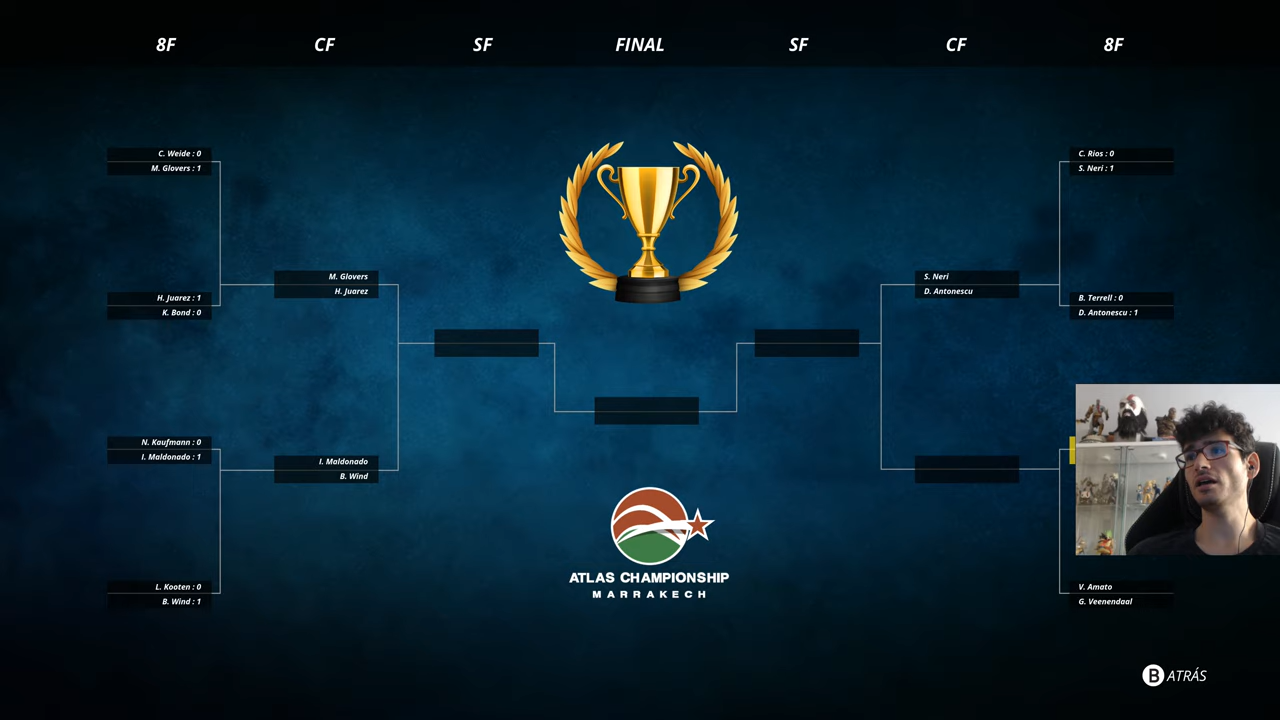 8F
CF
SF
FINAL
SF
CF
8F
C. Weide : 0
M. Glovers : 1
H. Juarez : 1
K. Bond : 0
N. Kaufmann : 0
I. Maldonado : 1
L. Kooten : 0
B. Wind : 1
M. Glovers
H. Juarez
I. Maldonado
B. Wind
ATLAS CHAMPIONSHIP
MARRAKECH
S. Neri
D. Antonescu
C. Rios : 0
S. Neri : 1
B. Terrell : 0
D. Antonescu : 1
V. Amato
G. Veenendaal
B ATRÁS